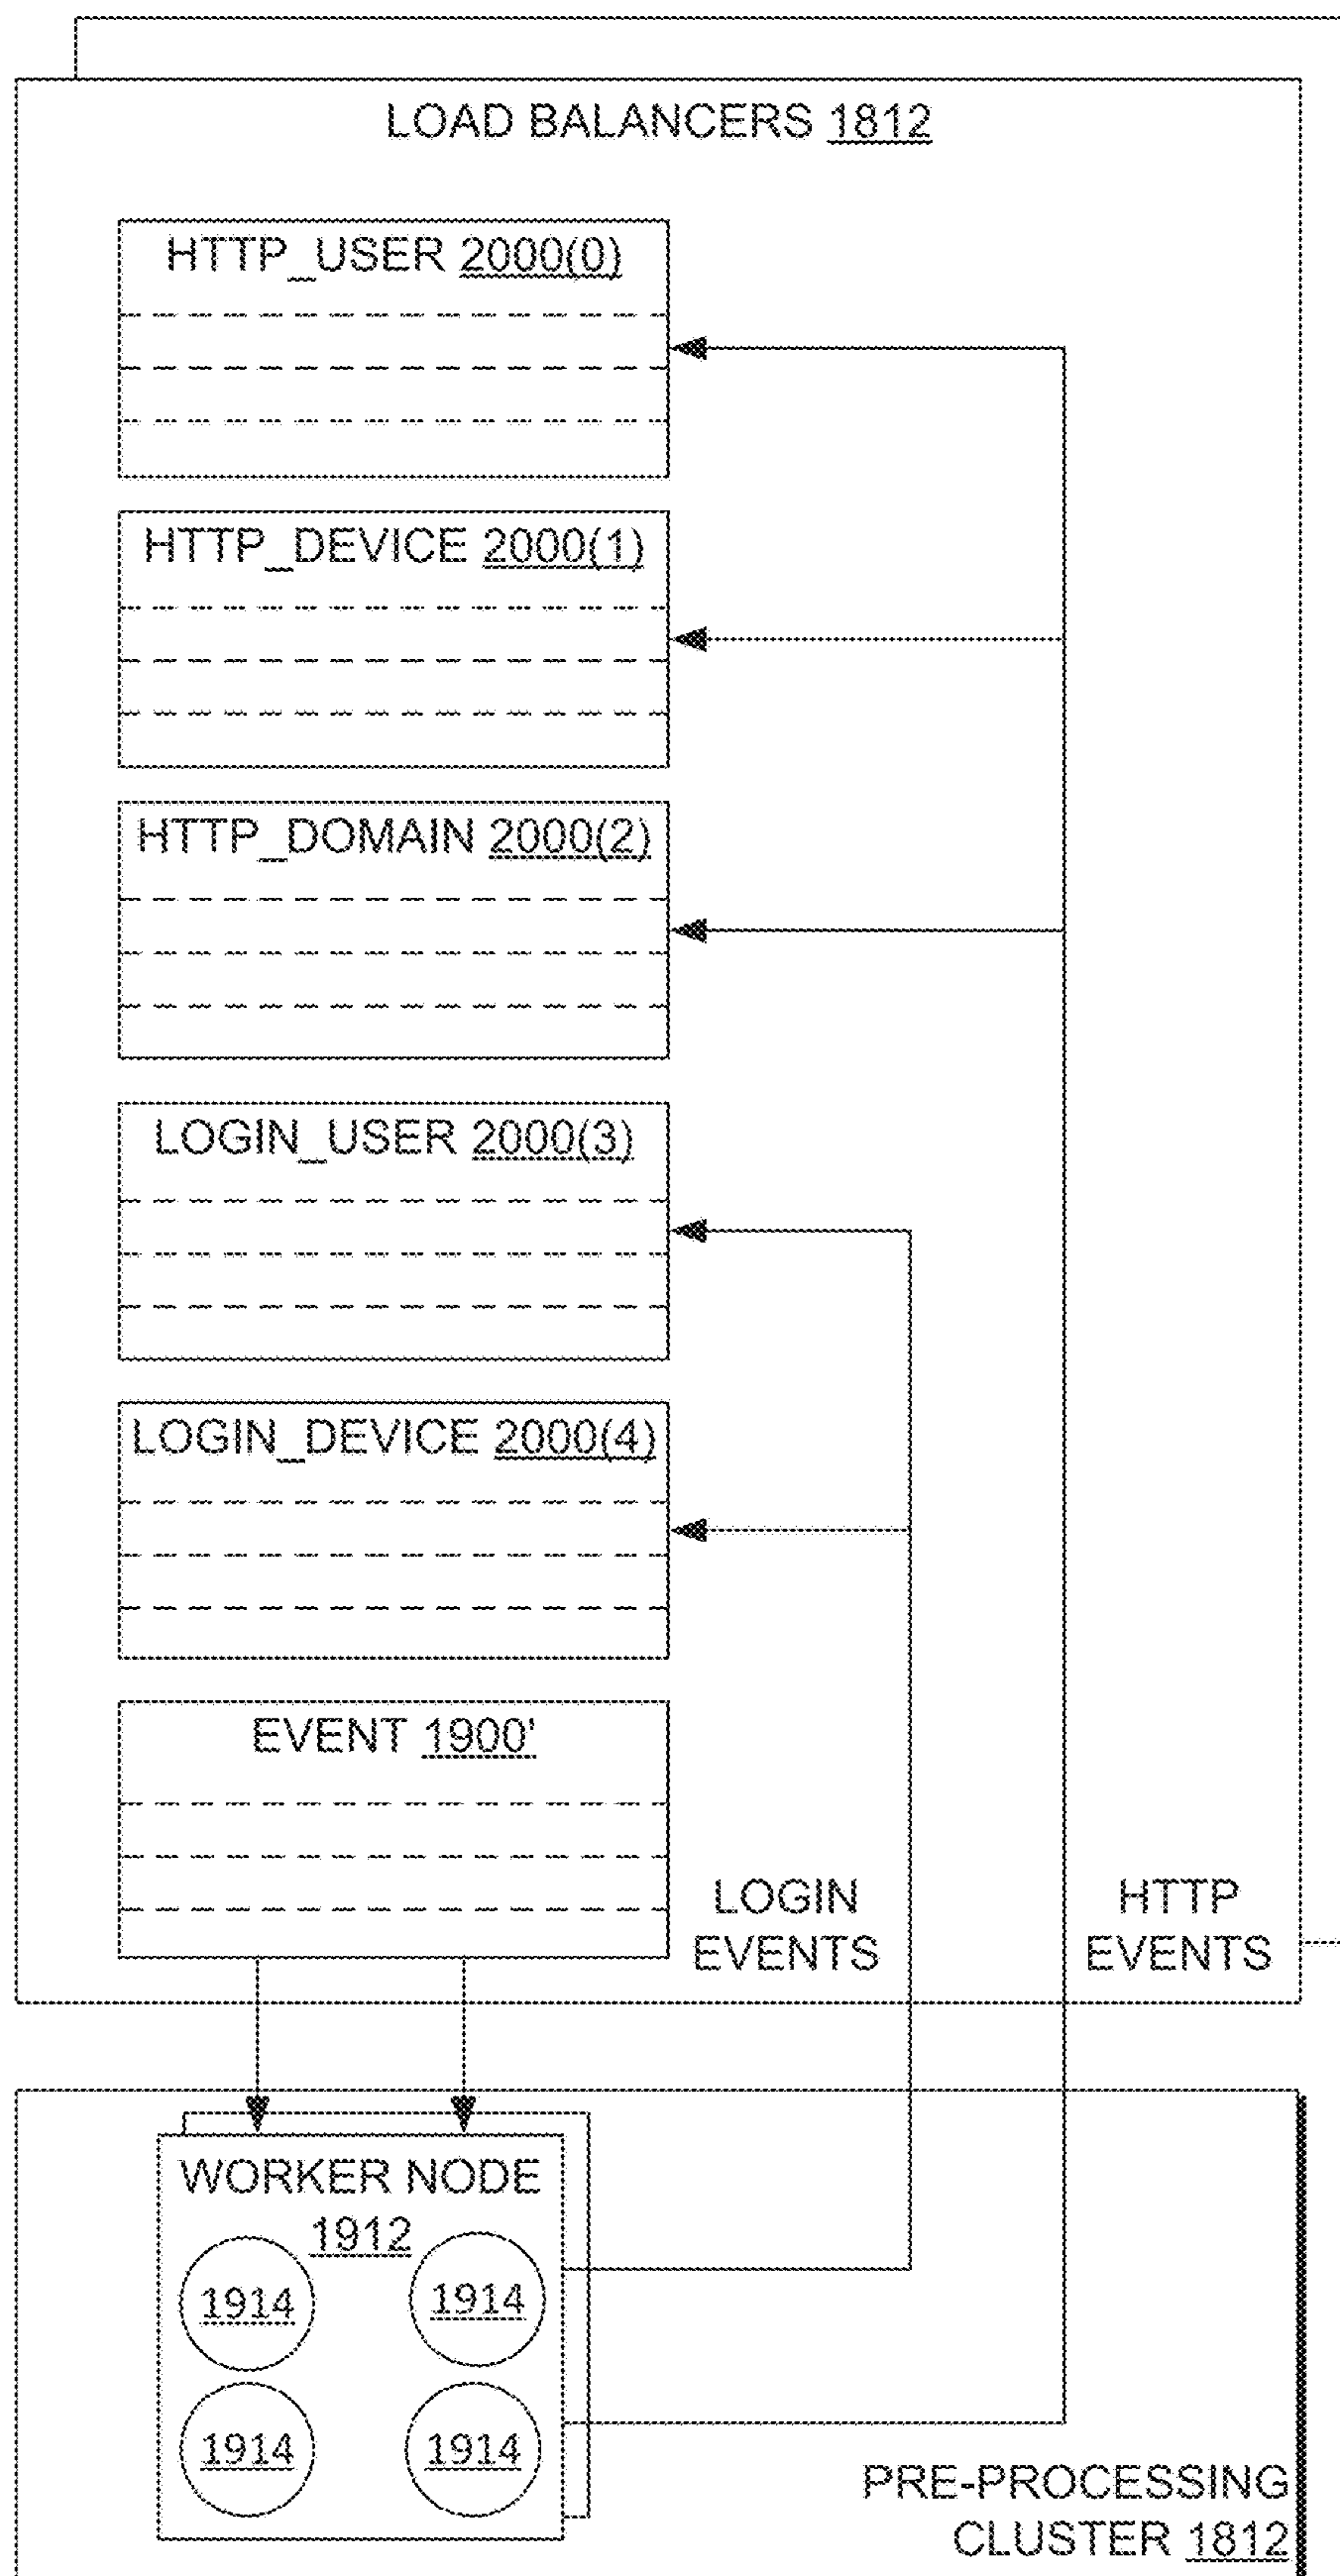 LOAD BALANCERS 1812
HTTP_USER 2000(0)
HTTP_DEVICE 2000(1)
HTTP_DOMAIN 2000(2)
LOGIN_USER 2000(3)
LOGIN_DEVICE 2000(4)
EVENT 1900'
LOGIN
EVENTS
HTTP
EVENTS
WORKER NODE
1912
1914
1914
1914
1914
PRE-PROCESSING
CLUSTER 1812